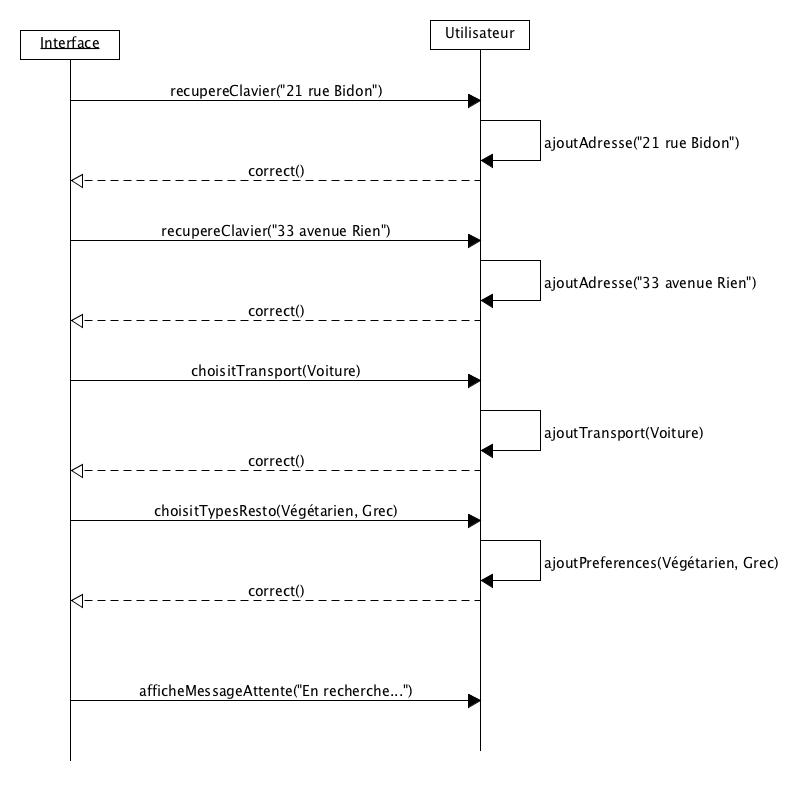 Interface
Utilisateur
recupereClavier("21 rue Bidon")
ajoutAdresse("21 rue Bidon")
correct()
recupereClavier("33 avenue Rien")
ajoutAdresse("33 avenue Rien")
correct()
choisitTransport(Voiture)
ajoutTransport(Voiture)
correct()
choisitTypesResto(Végétarien, Grec)
ajoutPreferences(Végétarien, Grec)
correct()
afficheMessageAttente("En recherche...")